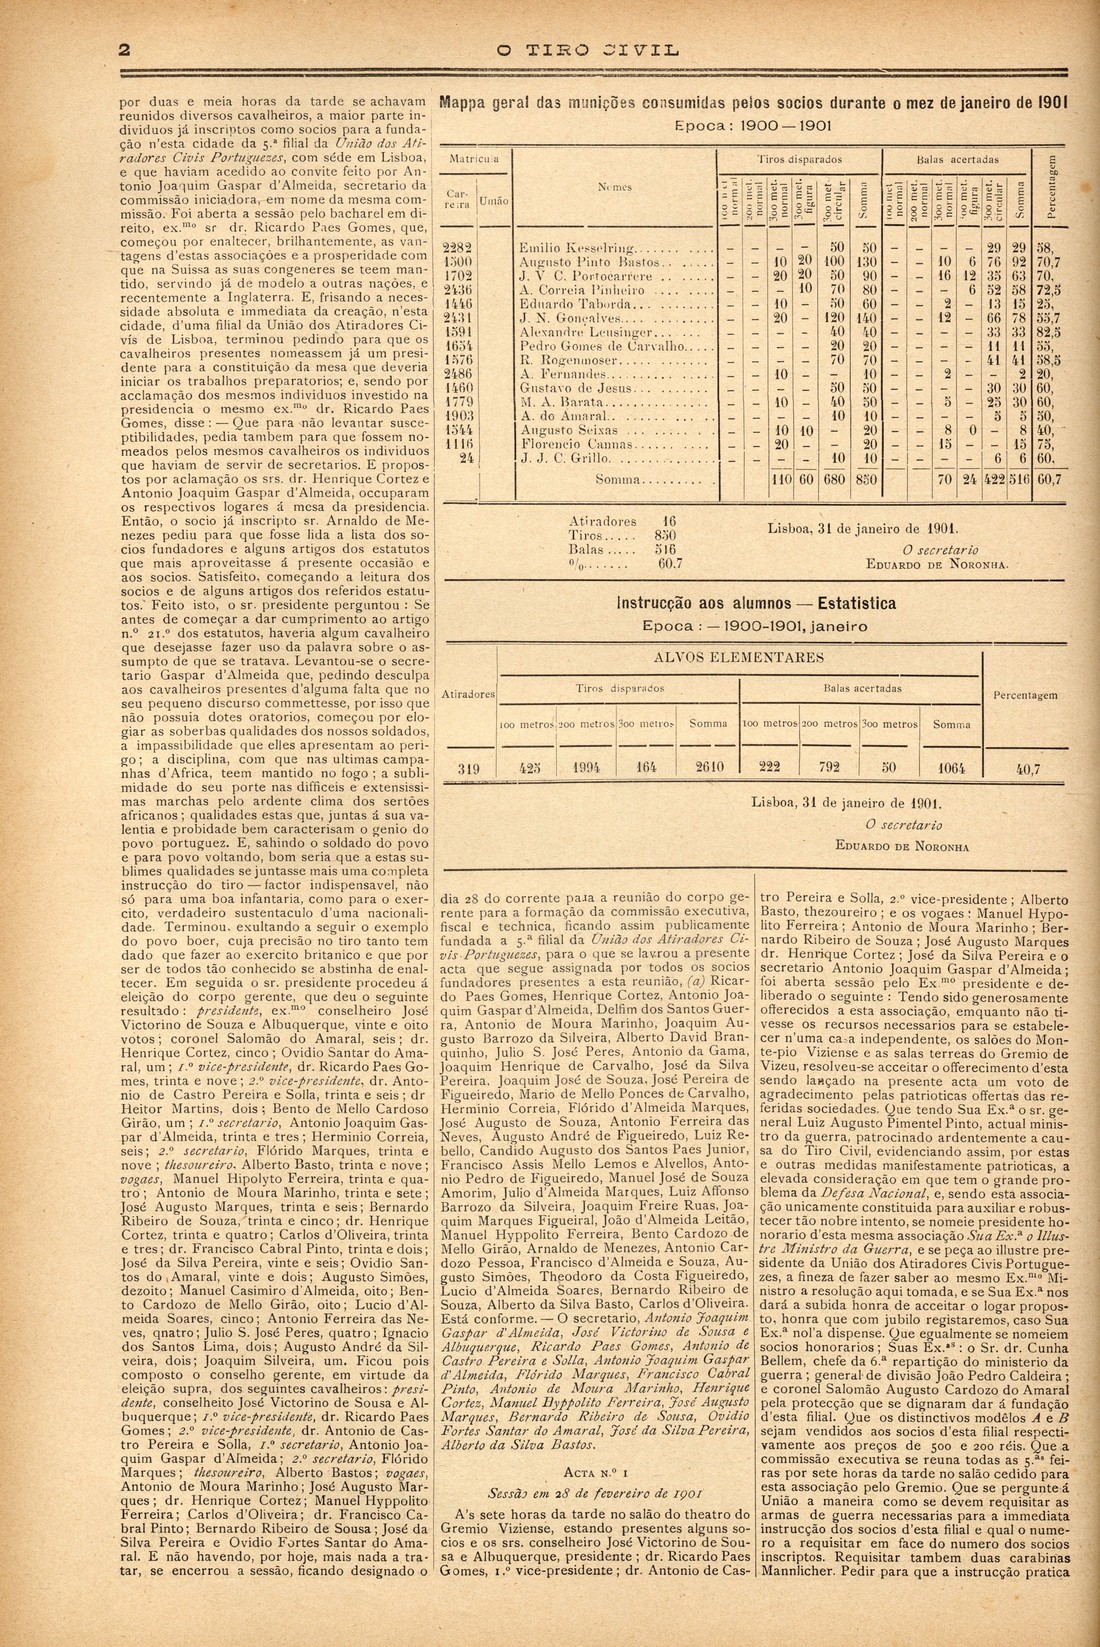 2
O TIRO CIVIL
por duas e meia horas da tarde se achavam
reunidos diversos cavalheiros, a maior parte in-
dividuos já inscriptos como socios para a funda-
ção n'esta cidade da 5.ª filial da União dos Ati-
radores Civis Portuguezes, com séde em Lisboa,
e que haviam acedido ao convite feito por An-
tonio Joaquim Gaspar d'Almeida, secretario da
commissão iniciadora, em nome da mesma com-
missão. Foi aberta a sessão pelo bacharel em di-
reito, ex.mo sr dr. Ricardo Paes Gomes, que,
começou por enaltecer, brilhantemente, as van-
tagens d'estas associações e a prosperidade com
que na Suissa as suas congeneres se teem man-
tido, servindo já de modelo a outras nações, e
recentemente a Inglaterra. E, frisando a neces-
sidade absoluta e immediata da creação, n'esta
cidade, d'uma filial da União dos Atiradores Ci-
vis de Lisboa, terminou pedindo para que os
cavalheiros presentes nomeassem já um presi-
dente para a constituição da mesa que deveria
iniciar os trabalhos preparatorios; e, sendo por
acclamação dos mesmos individuos investido na
presidencia o mesmo ex.mo dr. Ricardo Paes
Gomes, disse: — Que para não levantar susce-
ptibilidades, pedia tambem para que fossem no-
meados pelos mesmos cavalheiros os individuos
que haviam de servir de secretarios. E propos-
tos por aclamação os srs. dr. Henrique Cortez e
Antonio Joaquim Gaspar d'Almeida, occuparam
os respectivos logares á mesa da presidencia.
Então, o socio já inscripto sr. Arnaldo de Me-
nezes pediu para que fosse lida a lista dos so-
cios fundadores e alguns artigos dos estatutos
que mais aproveitasse á presente occasião e
aos socios. Satisfeito, começando a leitura dos
socios e de alguns artigos dos referidos estatu-
tos. Feito isto, o sr. presidente perguntou: Se
antes de começar a dar cumprimento ao artigo
n.º 21.º dos estatutos, haveria algum cavalheiro
que desejasse fazer uso da palavra sobre o as-
sumpto de que se tratava. Levantou-se o secre-
tario Gaspar d'Almeida que, pedindo desculpa
aos cavalheiros presentes d'alguma falta que no
seu pequeno discurso commettesse, por isso que
não possuia dotes oratorios, começou por elo-
giar as soberbas qualidades dos nossos soldados,
a impassibilidade que elles apresentam ao peri-
go; a disciplina, com que nas ultimas campa-
nhas d'Africa, teem mantido no fogo; a subli-
midade do seu porte nas difficeis e extensissi-
mas marchas pelo ardente clima dos sertões
africanos; qualidades estas que, juntas á sua va-
lentia e probidade bem caracterisam o genio do
povo portuguez. E, sahindo o soldado do povo
e para povo voltando, bom seria que a estas su-
blimes qualidades se juntasse mais uma completa
instrucção do tiro — factor indispensavel, não
só para uma boa infantaria, como para o exer-
cito, verdadeiro sustentaculo d'uma nacionali-
dade. Terminou, exultando a seguir o exemplo
do povo boer, cuja precisão no tiro tanto tem
dado que fazer ao exercito britanico e que por
ser de todos tão conhecido se abstinha de enal-
tecer. Em seguida o sr. presidente procedeu á
eleição do corpo gerente, que deu o seguinte
resultado: presidente, ex.mo conselheiro José
Victorino de Souza e Albuquerque, vinte e oito
votos; coronel Salomão do Amaral, seis; dr.
Henrique Cortez, cinco; Ovidio Santar do Ama-
ral, um; 1.º vice-presidente, dr. Ricardo Paes Go-
mes, trinta e nove; 2.º vice-presidente, dr. Anto-
nio de Castro Pereira e Solla, trinta e seis; dr
Heitor Martins, dois; Bento de Mello Cardoso
Girão, um; 1.º secretario, Antonio Joaquim Gas-
par d'Almeida, trinta e tres; Herminio Correia,
seis; 2.º secretario, Flórido Marques, trinta e
nove; thesoureiro. Alberto Basto, trinta e nove;
vogaes, Manuel Hipolyto Ferreira, trinta e qua-
tro; Antonio de Moura Marinho, trinta e sete;
José Augusto Marques, trinta e seis; Bernardo
Ribeiro de Souza, trinta e cinco; dr. Henrique
Cortez, trinta e quatro; Carlos d'Oliveira, trinta
e tres; dr. Francisco Cabral Pinto, trinta e dois;
José da Silva Pereira, vinte e seis; Ovidio San-
tos do Amaral, vinte e dois; Augusto Simões,
dezoito; Manuel Casimiro d'Almeida, oito; Ben-
to Cardozo de Mello Girão, oito; Lucio d'Al-
meida Soares, cinco; Antonio Ferreira das Ne-
ves, qnatro; Julio S. José Peres, quatro; Ignacio
dos Santos Lima, dois; Augusto André da Sil-
veira, dois; Joaquim Silveira, um. Ficou pois
composto o conselho gerente, em virtude da
eleição supra, dos seguintes cavalheiros: presi-
dente, conselheito José Victorino de Sousa e Al-
buquerque; 1.º vice-presidente, dr. Ricardo Paes
Gomes; 2.º vice-presidente, dr. Antonio de Cas-
tro Pereira e Solla, 1.º secretario, Antonio Joa-
quim Gaspar d'Almeida; 2.º secretario, Flórido
Marques; thesoureiro, Alberto Bastos; vogaes,
Antonio de Moura Marinho; José Augusto Mar-
ques; dr. Henrique Cortez; Manuel Hyppolito
Ferreira; Carlos d'Oliveira; dr. Francisco Ca-
bral Pinto; Bernardo Ribeiro de Sousa; José da
Silva Pereira e Ovidio Fortes Santar do Ama-
ral. E não havendo, por hoje, mais nada a tra-
tar, se encerrou a sessão, ficando designado o
Mappa geral das munições consumidas pelos socios durante o mez de janeiro de 1901
Epoca: 1900—1901
Matricula Nomes Tiros disparados Balas acertadas Percentagem
Carreira União 100 met normal 200 met. normal 300 met. normal 300 met. figura 300 met. circular Somma 100 met normal 200 met. normal 300 met. normal 300 met. figura 300 met. circular Somma
2282 Emilio Kesselring – – – – 50 50 – – – – 29 29 58,
1500 Augusto Pinto Bastos – – 10 20 100 130 – – 10 6 76 92 70,7
1702 J. V C. Portocarrere – – 20 20 50 90 – – 16 12 35 63 70,
2436 A. Correia Pinheiro – – – 10 70 80 – – – 6 52 58 72,5
1446 Eduardo Taborda – – 10 – 50 60 – – 2 – 13 15 25,
2431 J. N. Gonçalves – – 20 – 120 140 – – 12 – 66 78 55,7
1591 Alexandre Leusinger – – – – 40 40 – – – – 33 33 82,5
1654 Pedro Gomes de Carvalho – – – – 20 20 – – – – 11 11 55,
1576 R. Rogenmoser – – – – 70 70 – – – – 41 41 58,5
2486 A. Fernandes – – 10 – – 10 – – 2 – – 2 20,
1460 Gustavo de Jesus – – – – 50 50 – – – – 30 30 60,
1779 M. A. Barata – – 10 – 40 50 – – 5 – 25 30 60,
1903 A. do Amaral – – – – 10 10 – – – – 5 5 50,
1544 Augusto Seixas – – 10 10 – 20 – – 8 0 – 8 40,
1116 Florencio Cannas – – 20 – – 20 – – 15 – – 15 75,
24 J. J. C. Grillo – – – – 10 10 – – – – 6 6 60,
Somma 110 60 680 850 70 24 422 516 60,7
Atiradores 16
Tiros..... 850
Balas ..... 516
%....... 60.7
Lisboa, 31 de janeiro de 1901.
O secretario
EDUARDO DE NORONHA.
Instrucção aos alumnos — Estatistica
Epoca: — 1900-1901, janeiro
ALVOS ELEMENTARES
Atiradores Tiros disparados Balas acertadas Percentagem
100 metros 200 metros 300 metros Somma 100 metros 200 metros 300 metros Somma
319 425 1994 164 2610 222 792 50 1064 40,7
Lisboa, 31 de janeiro de 1901.
O secretario
EDUARDO DE NORONHA
dia 28 do corrente para a reunião do corpo ge-
rente para a formação da commissão executiva,
fiscal e technica, ficando assim publicamente
fundada a 5.ª filial da União dos Atiradores Ci-
vis Portuguezes, para o que se lavrou a presente
acta que segue assignada por todos os socios
fundadores presentes a esta reunião, (a) Ricar-
do Paes Gomes, Henrique Cortez, Antonio Joa-
quim Gaspar d'Almeida, Delfim dos Santos Guer-
ra, Antonio de Moura Marinho, Joaquim Au-
gusto Barrozo da Silveira, Alberto David Bran-
quinho, Julio S. José Peres, Antonio da Gama,
Joaquim Henrique de Carvalho, José da Silva
Pereira, Joaquim José de Souza, José Pereira de
Figueiredo, Mario de Mello Ponces de Carvalho,
Herminio Correia, Flórido d'Almeida Marques,
José Augusto de Souza, Antonio Ferreira das
Neves, Augusto André de Figueiredo, Luiz Re-
bello, Candido Augusto dos Santos Paes Junior,
Francisco Assis Mello Lemos e Alvellos, Anto-
nio Pedro de Figueiredo, Manuel José de Souza
Amorim, Julio d'Almeida Marques, Luiz Affonso
Barrozo da Silveira, Joaquim Freire Ruas, Joa-
quim Marques Figueiral, João d'Almeida Leitão,
Manuel Hyppolito Ferreira, Bento Cardozo de
Mello Girão, Arnaldo de Menezes, Antonio Car-
dozo Pessoa, Francisco d'Almeida e Souza, Au-
gusto Simões, Theodoro da Costa Figueiredo,
Lucio d'Almeida Soares, Bernardo Ribeiro de
Souza, Alberto da Silva Basto, Carlos d'Oliveira.
Está conforme. — O secretario, Antonio Joaquim
Gaspar d'Almeida, José Victorino de Sousa e
Albuquerque, Ricardo Paes Gomes, Antonio de
Castro Pereira e Solla, Antonio Joaquim Gaspar
d'Almeida, Flórido Marques, Francisco Cabral
Pinto, Antonio de Moura Marinho, Henrique
Cortez, Manuel Hyppolito Ferreira, José Augusto
Marques, Bernardo Ribeiro de Sousa, Ovidio
Fortes Santar do Amaral, José da Silva Pereira,
Alberto da Silva Bastos.
ACTA N.º 1
Sessão em 28 de fevereiro de 1901
A's sete horas da tarde no salão do theatro do
Gremio Viziense, estando presentes alguns so-
cios e os srs. conselheiro José Victorino de Sou-
sa e Albuquerque, presidente; dr. Ricardo Paes
Gomes, 1.º vice-presidente; dr. Antonio de Cas-
tro Pereira e Solla, 2.º vice-presidente; Alberto
Basto, thezoureiro; e os vogaes: Manuel Hypo-
lito Ferreira; Antonio de Moura Marinho; Ber-
nardo Ribeiro de Souza; José Augusto Marques
dr. Henrique Cortez; José da Silva Pereira e o
secretario Antonio Joaquim Gaspar d'Almeida;
foi aberta sessão pelo Ex.mo presidente e de-
liberado o seguinte: Tendo sido generosamente
offerecidos a esta associação, emquanto não ti-
vesse os recursos necessarios para se estabele-
cer n'uma casa independente, os salões do Mon-
te-pio Viziense e as salas terreas do Gremio de
Vizeu, resolveu-se acceitar o offerecimento d'esta
sendo lançado na presente acta um voto de
agradecimento pelas patrioticas offertas das re-
feridas sociedades. Que tendo Sua Ex.ª o sr. ge-
neral Luiz Augusto Pimentel Pinto, actual minis-
tro da guerra, patrocinado ardentemente a cau-
sa do Tiro Civil, evidenciando assim, por estas
e outras medidas manifestamente patrioticas, a
elevada consideração em que tem o grande pro-
blema da Defesa Nacional, e, sendo esta associa-
ção unicamente constituida para auxiliar e robus-
tecer tão nobre intento, se nomeie presidente ho-
norario d'esta mesma associação Sua Ex.ª o Illus-
tre Ministro da Guerra, e se peça ao illustre pre-
sidente da União dos Atiradores Civis Portugue-
zes, a fineza de fazer saber ao mesmo Ex.mo Mi-
nistro a resolução aqui tomada, e se Sua Ex.ª nos
dará a subida honra de acceitar o logar propos-
to, honra que com jubilo registaremos, caso Sua
Ex.ª nol'a dispense. Que egualmente se nomeiem
socios honorarios; Suas Ex.as: o Sr. dr. Cunha
Bellem, chefe da 6.ª repartição do ministerio da
guerra; general de divisão João Pedro Caldeira;
e coronel Salomão Augusto Cardozo do Amaral
pela protecção que se dignaram dar á fundação
d'esta filial. Que os distinctivos modêlos A e B
sejam vendidos aos socios d'esta filial respecti-
vamente aos preços de 500 e 200 réis. Que a
commissão executiva se reuna todas as 5.as fei-
ras por sete horas da tarde no salão cedido para
esta associação pelo Gremio. Que se pergunte á
União a maneira como se devem requisitar as
armas de guerra necessarias para a immediata
instrucção dos socios d'esta filial e qual o nume-
ro a requisitar em face do numero dos socios
inscriptos. Requisitar tambem duas carabinas
Mannlicher. Pedir para que a instrucção pratica